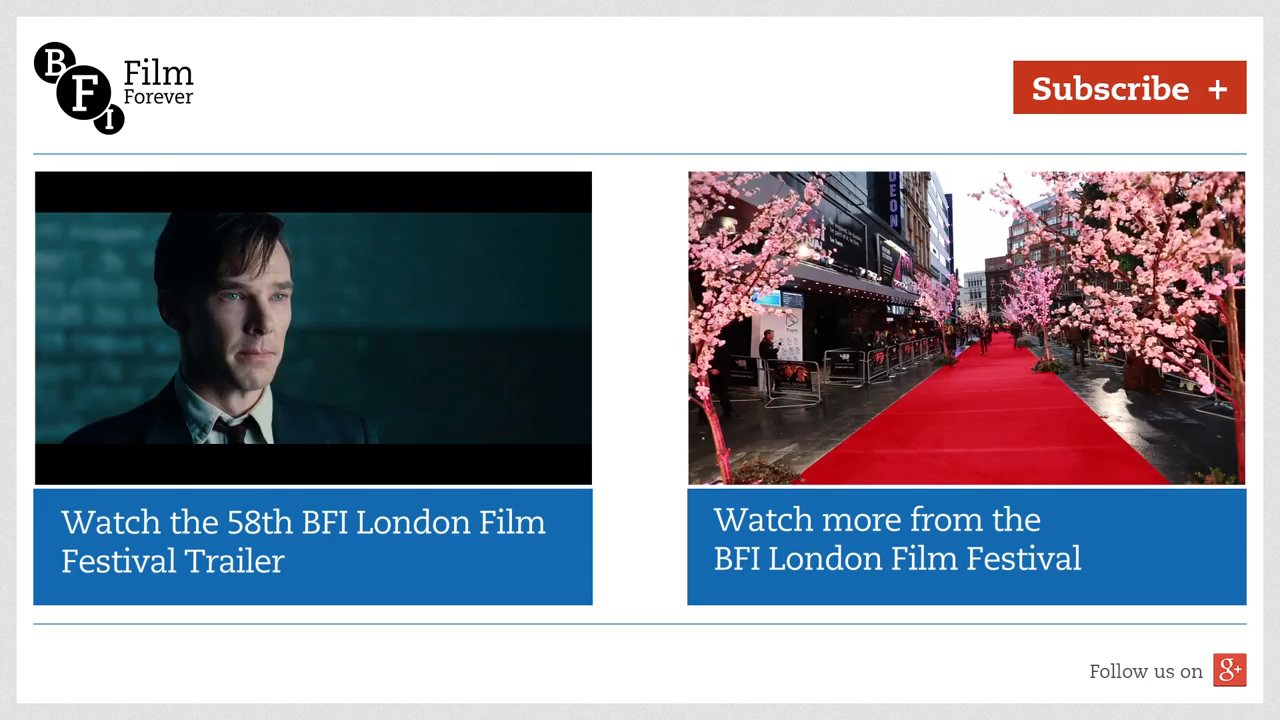 BFI
Film
Forever
Subscribe +
Watch the 58th BFI London Film
Festival Trailer
Watch more from the
BFI London Film Festival
Follow us on g+